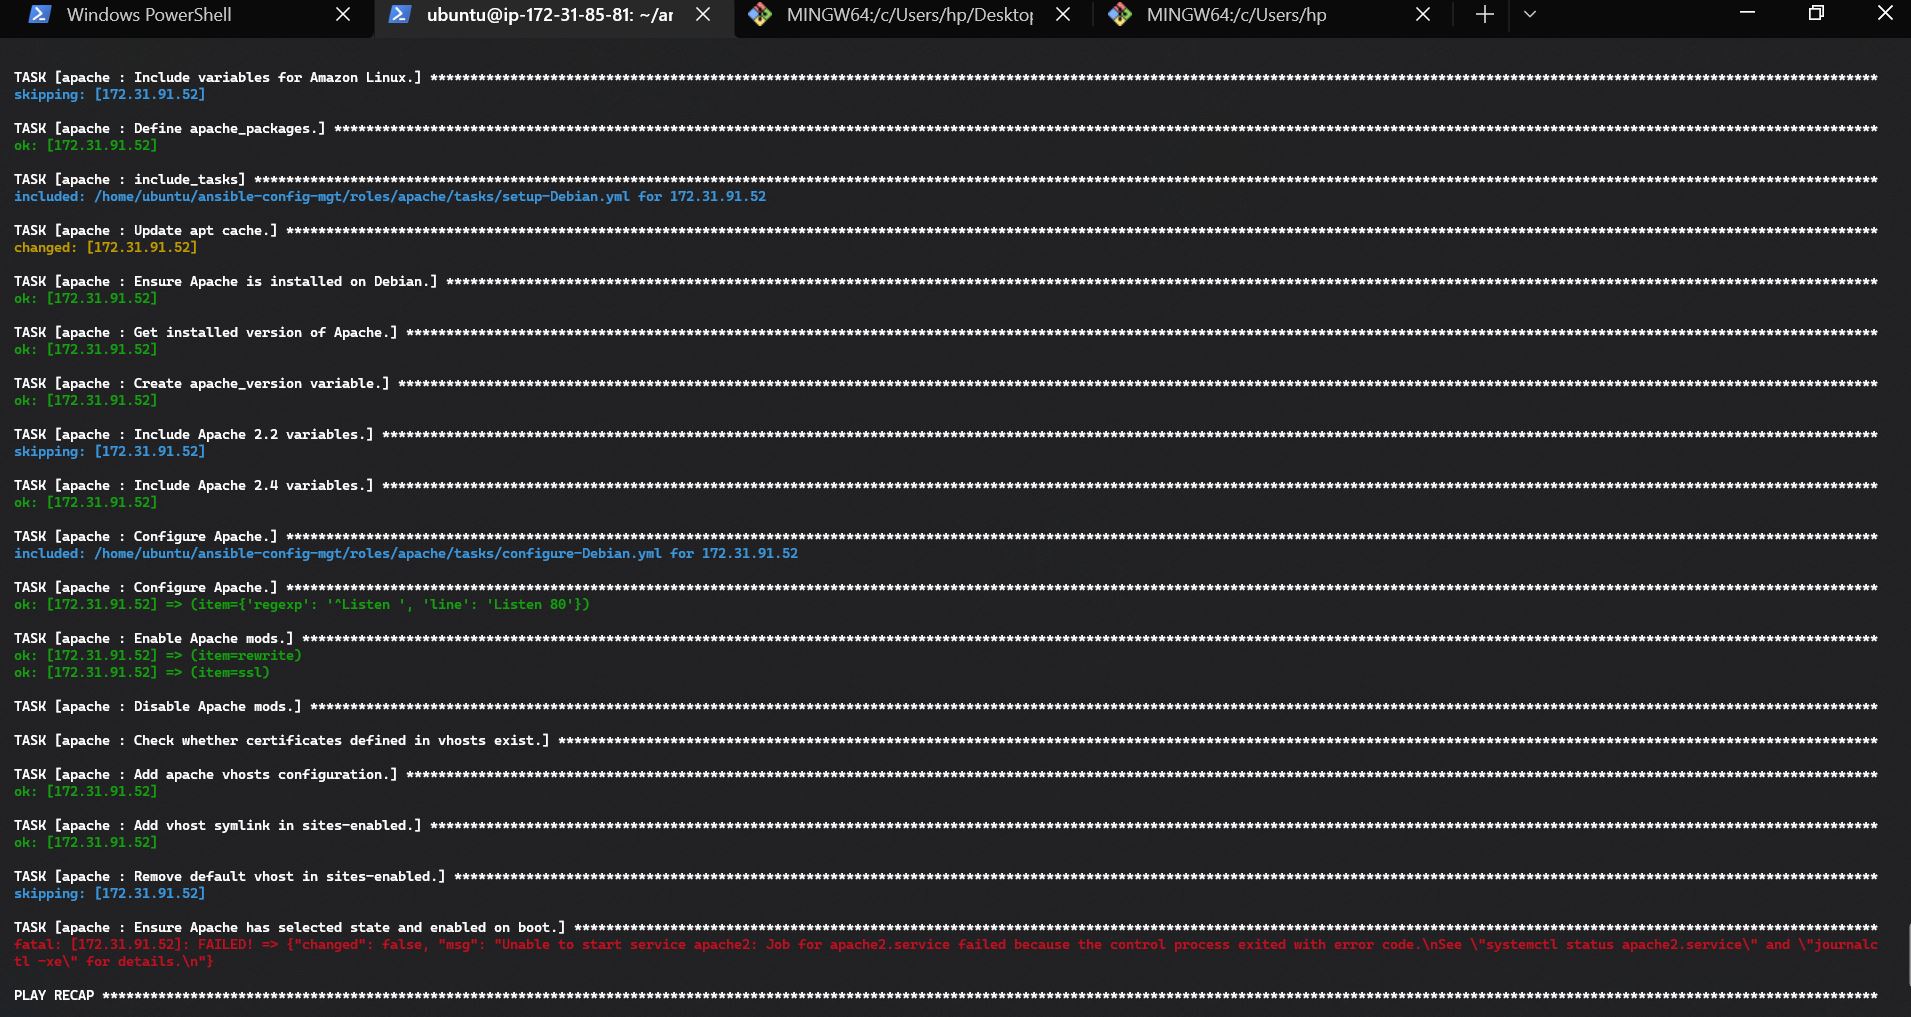 Windows PowerShell
ubuntu@ip-172-31-85-81: ~/ar
MINGW64:/c/Users/hp/Desktop
MINGW64:/c/Users/hp
TASK [apache : Include variables for Amazon Linux.] ****************************************************************************************************************************************************************************
skipping: [172.31.91.52]
TASK [apache : Define apache_packages.] ****************************************************************************************************************************************************************************************
ok: [172.31.91.52]
TASK [apache : include_tasks] **************************************************************************************************************************************************************************************************
included: /home/ubuntu/ansible-config-mgt/roles/apache/tasks/setup-Debian.yml for 172.31.91.52
TASK [apache : Update apt cache.] **********************************************************************************************************************************************************************************************
changed: [172.31.91.52]
TASK [apache : Ensure Apache is installed on Debian.] **************************************************************************************************************************************************************************
ok: [172.31.91.52]
TASK [apache : Get installed version of Apache.] *******************************************************************************************************************************************************************************
ok: [172.31.91.52]
TASK [apache : Create apache_version variable.] ********************************************************************************************************************************************************************************
ok: [172.31.91.52]
TASK [apache : Include Apache 2.2 variables.] **********************************************************************************************************************************************************************************
skipping: [172.31.91.52]
TASK [apache : Include Apache 2.4 variables.] **********************************************************************************************************************************************************************************
ok: [172.31.91.52]
TASK [apache : Configure Apache.] **********************************************************************************************************************************************************************************************
included: /home/ubuntu/ansible-config-mgt/roles/apache/tasks/configure-Debian.yml for 172.31.91.52
TASK [apache : Configure Apache.] **********************************************************************************************************************************************************************************************
ok: [172.31.91.52] => (item={'regexp': '^Listen ', 'line': 'Listen 80'})
TASK [apache : Enable Apache mods.] ********************************************************************************************************************************************************************************************
ok: [172.31.91.52] => (item=rewrite)
ok: [172.31.91.52] => (item=ssl)
TASK [apache : Disable Apache mods.] *******************************************************************************************************************************************************************************************
TASK [apache : Check whether certificates defined in vhosts exist.] ************************************************************************************************************************************************************
TASK [apache : Add apache vhosts configuration.] *******************************************************************************************************************************************************************************
ok: [172.31.91.52]
TASK [apache : Add vhost symlink in sites-enabled.] ****************************************************************************************************************************************************************************
ok: [172.31.91.52]
TASK [apache : Remove default vhost in sites-enabled.] *************************************************************************************************************************************************************************
skipping: [172.31.91.52]
TASK [apache : Ensure Apache has selected state and enabled on boot.] **********************************************************************************************************************************************************
fatal: [172.31.91.52]: FAILED! => {"changed": false, "msg": "Unable to start service apache2: Job for apache2.service failed because the control process exited with error code.\nSee \"systemctl status apache2.service\" and \"journalc
tl -xe\" for details.\n"}
PLAY RECAP *********************************************************************************************************************************************************************************************************************